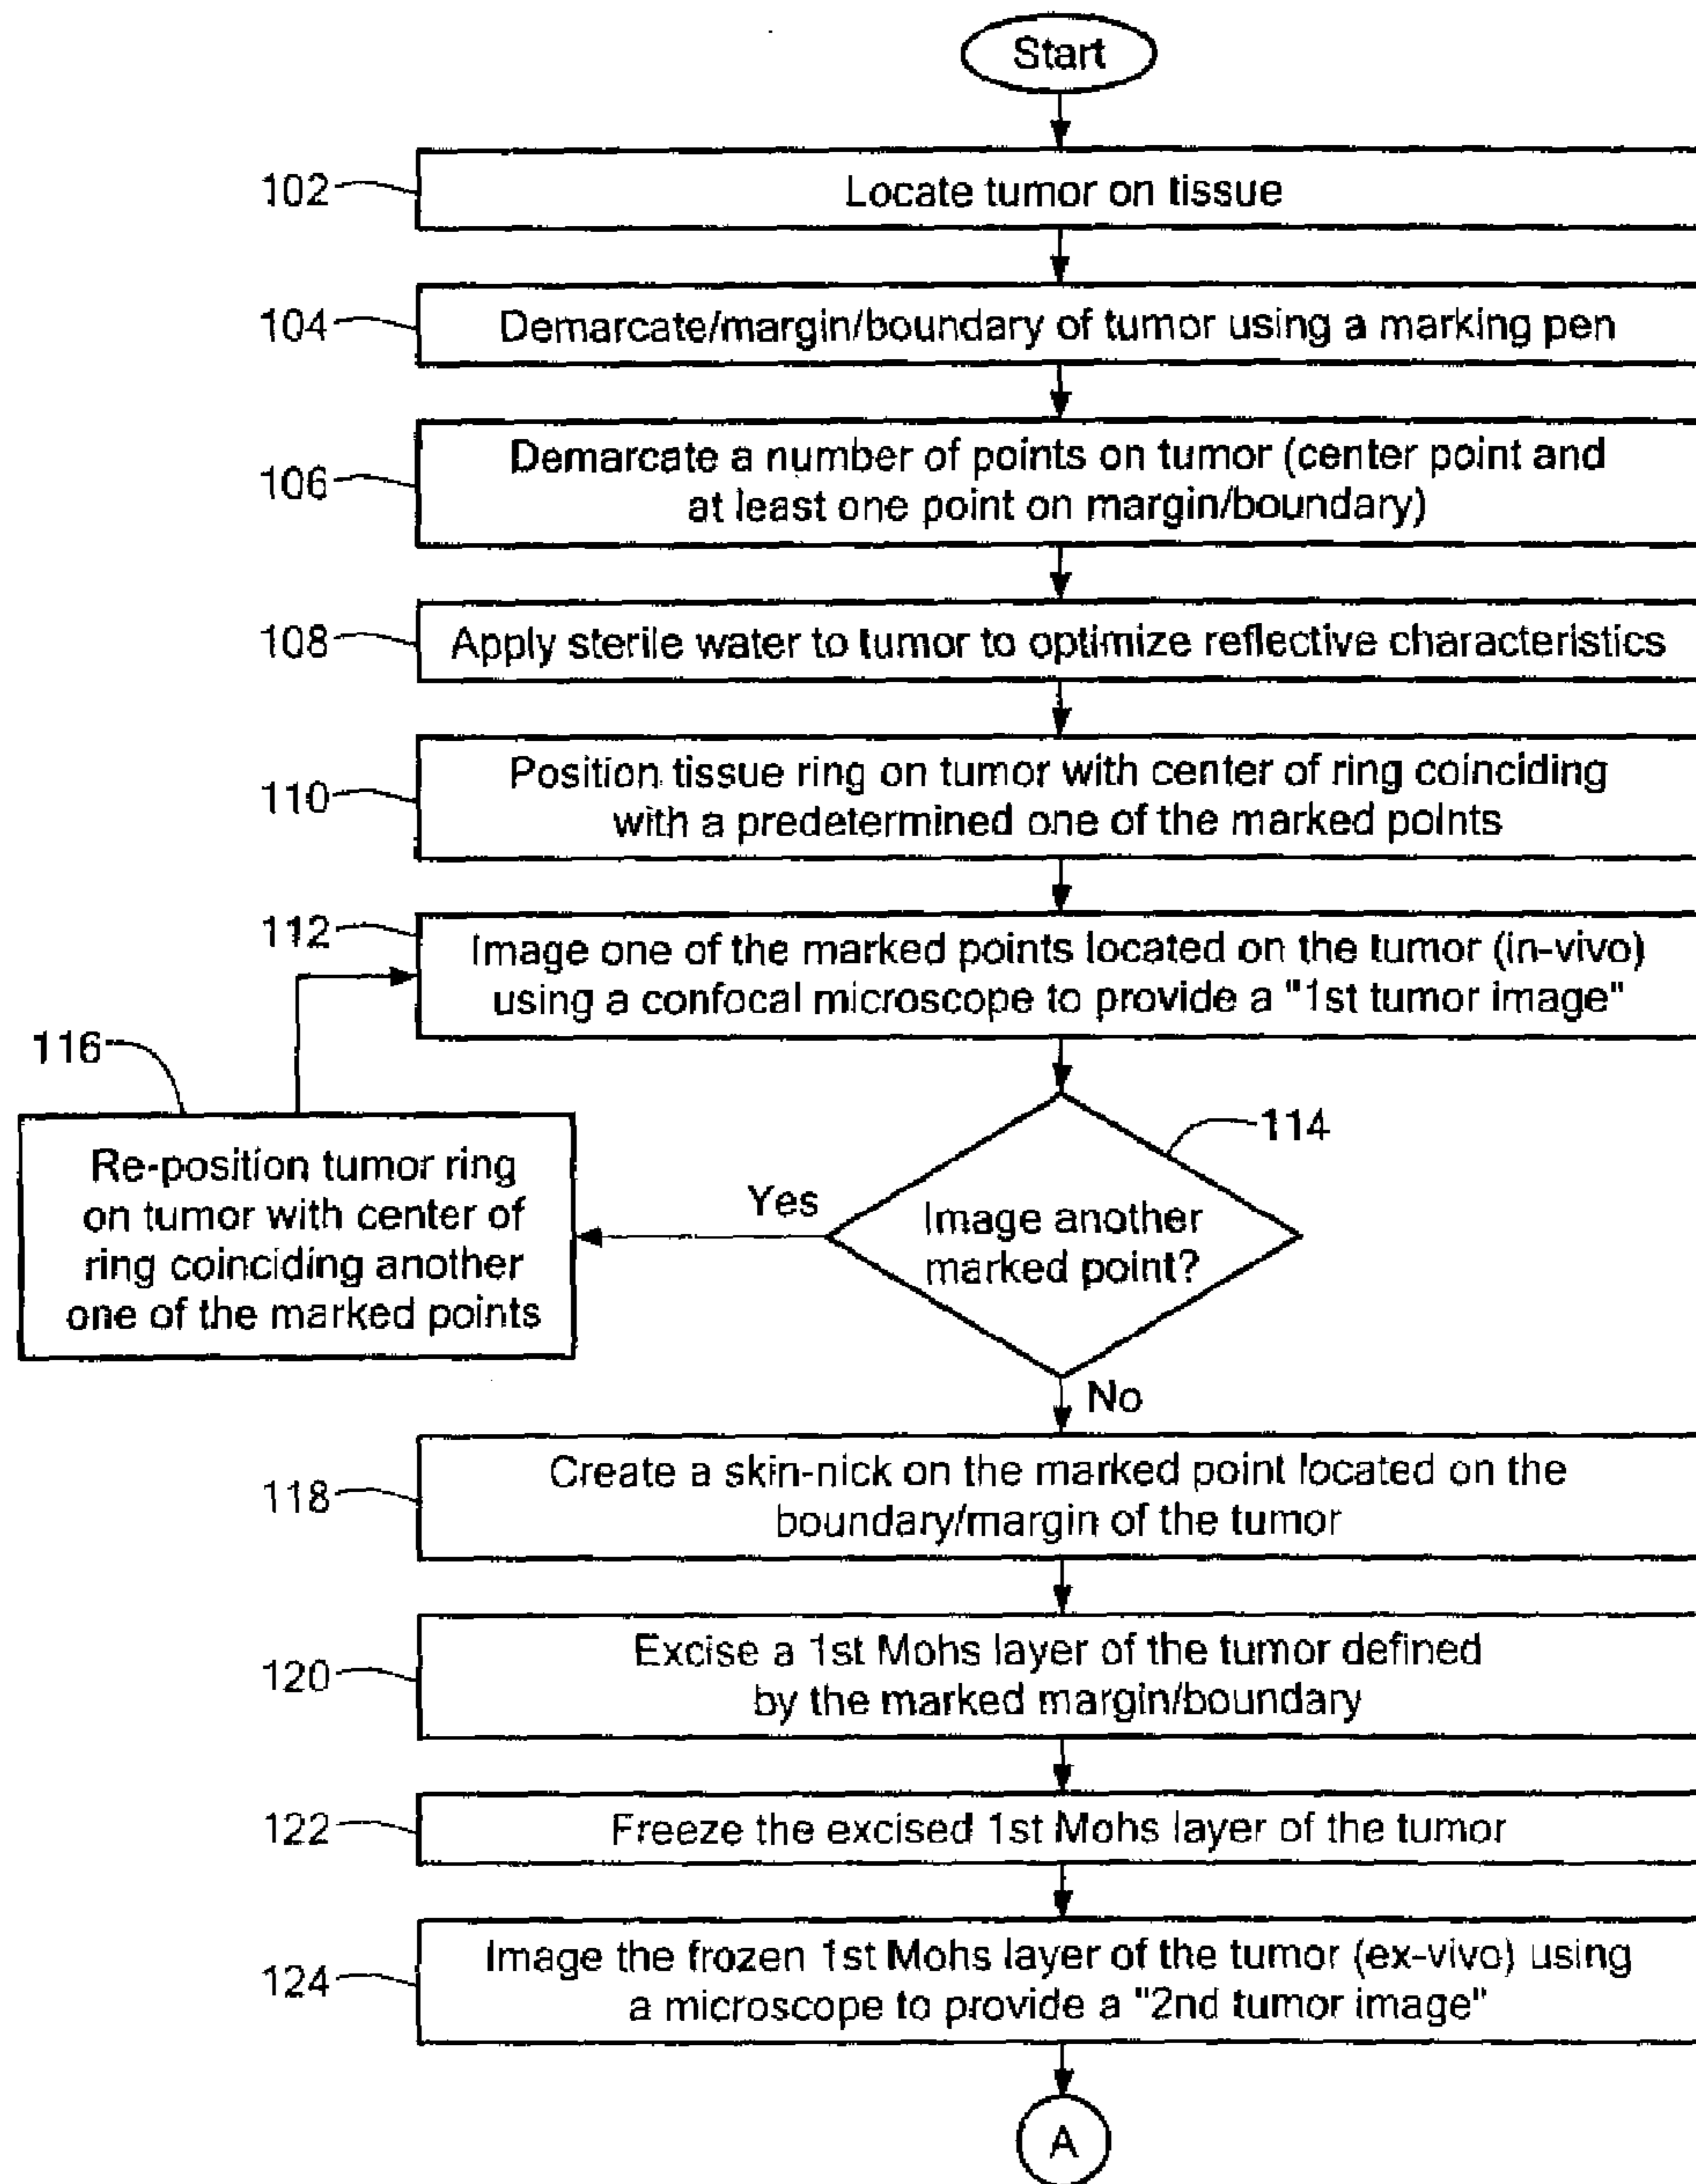 Start
102
Locate tumor on tissue
104
Demarcate/margin/boundary of tumor using a marking pen
106
Demarcate a number of points on tumor (center point and
at least one point on margin/boundary)
108
Apply sterile water to tumor to optimize reflective characteristics
110
Position tissue ring on tumor with center of ring coinciding
with a predetermined one of the marked points
112
Image one of the marked points located on the tumor (in-vivo)
using a confocal microscope to provide a "1st tumor image"
116
Re-position tumor ring
on tumor with center of
ring coinciding another
one of the marked points
Yes
114
Image another
marked point?
No
118
Create a skin-nick on the marked point located on the
boundary/margin of the tumor
120
Excise a 1st Mohs layer of the tumor defined
by the marked margin/boundary
122
Freeze the excised 1st Mohs layer of the tumor
124
Image the frozen 1st Mohs layer of the tumor (ex-vivo) using
a microscope to provide a "2nd tumor image"
A